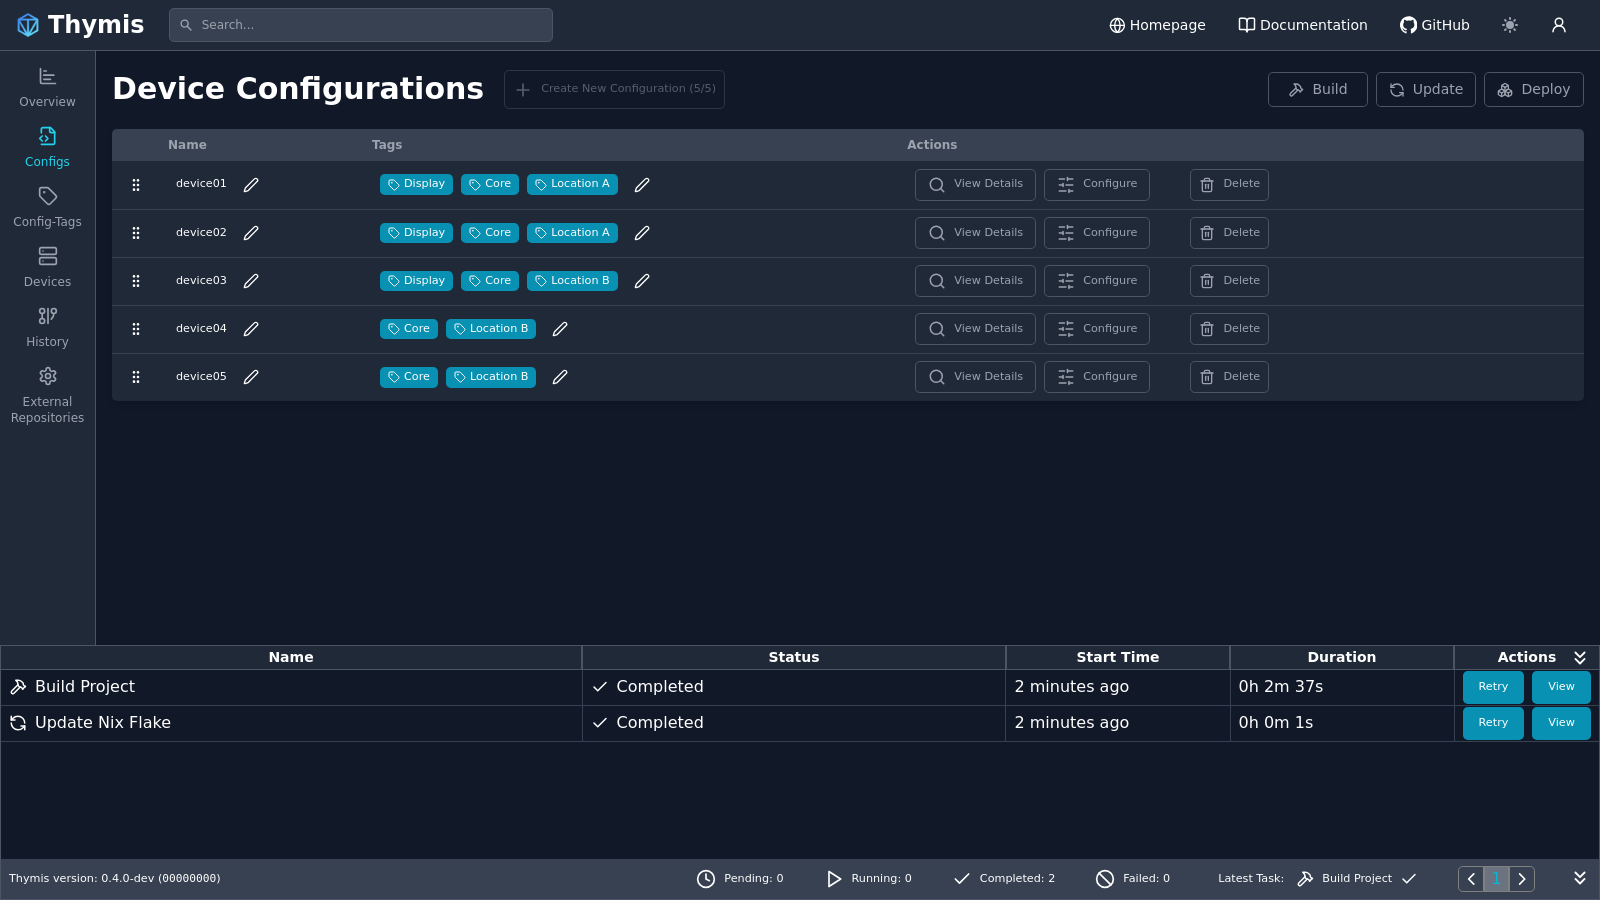 Thymis
Search...
Homepage
Documentation
GitHub
Overview
Configs
Config-Tags
Devices
History
External
Repositories
Device Configurations
Create New Configuration (5/5)
Build
Update
Deploy
Name Tags Actions
device01 Display Core Location A View Details Configure Delete
device02 Display Core Location A View Details Configure Delete
device03 Display Core Location B View Details Configure Delete
device04 Core Location B View Details Configure Delete
device05 Core Location B View Details Configure Delete
Name Status Start Time Duration Actions
Build Project Completed 2 minutes ago 0h 2m 37s Retry View
Update Nix Flake Completed 2 minutes ago 0h 0m 1s Retry View
Thymis version: 0.4.0-dev (00000000) Pending: 0 Running: 0 Completed: 2 Failed: 0 Latest Task: Build Project 1